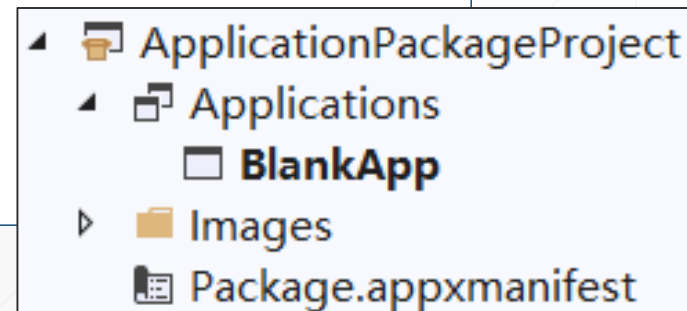 ApplicationPackageProject
Applications
BlankApp
Images
Package.appxmanifest